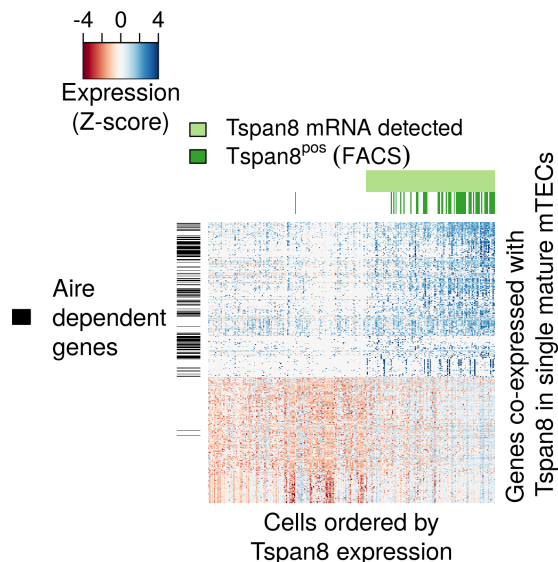 -4 0 4
Expression
(Z-score)
Tspan8 mRNA detected
Tspan8pos (FACS)
Aire
dependent
genes
Genes co-expressed with
Tspan8 in single mature mTECs
Cells ordered by
Tspan8 expression